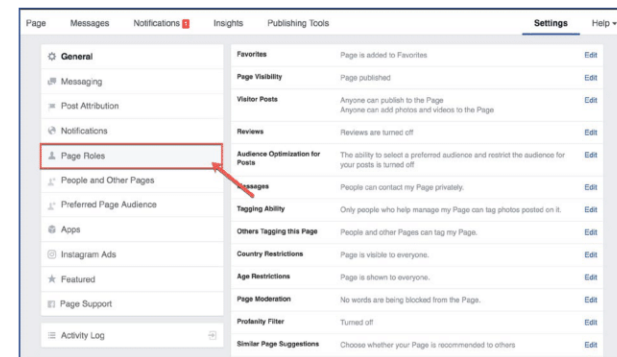 Page Messages Notifications 1 Insights Publishing Tools Settings Help
General
Messaging
Post Attribution
Notifications
Page Roles
People and Other Pages
Preferred Page Audience
Apps
Instagram Ads
Featured
Page Support
Activity Log
Favorites Page is added to Favorites Edit
Page Visibility Page published Edit
Visitor Posts Anyone can publish to the Page Edit
Anyone can add photos and videos to the Page
Reviews Reviews are turned off Edit
Audience Optimization for The ability to select a preferred audience and restrict the audience for Edit
Posts your posts is turned off
Messages People can contact my Page privately. Edit
Tagging Ability Only people who help manage my Page can tag photos posted on it. Edit
Others Tagging this Page People and other Pages can tag my Page. Edit
Country Restrictions Page is visible to everyone. Edit
Age Restrictions Page is shown to everyone. Edit
Page Moderation No words are being blocked from the Page. Edit
Profanity Filter Turned off Edit
Similar Page Suggestions Choose whether your Page is recommended to others Edit